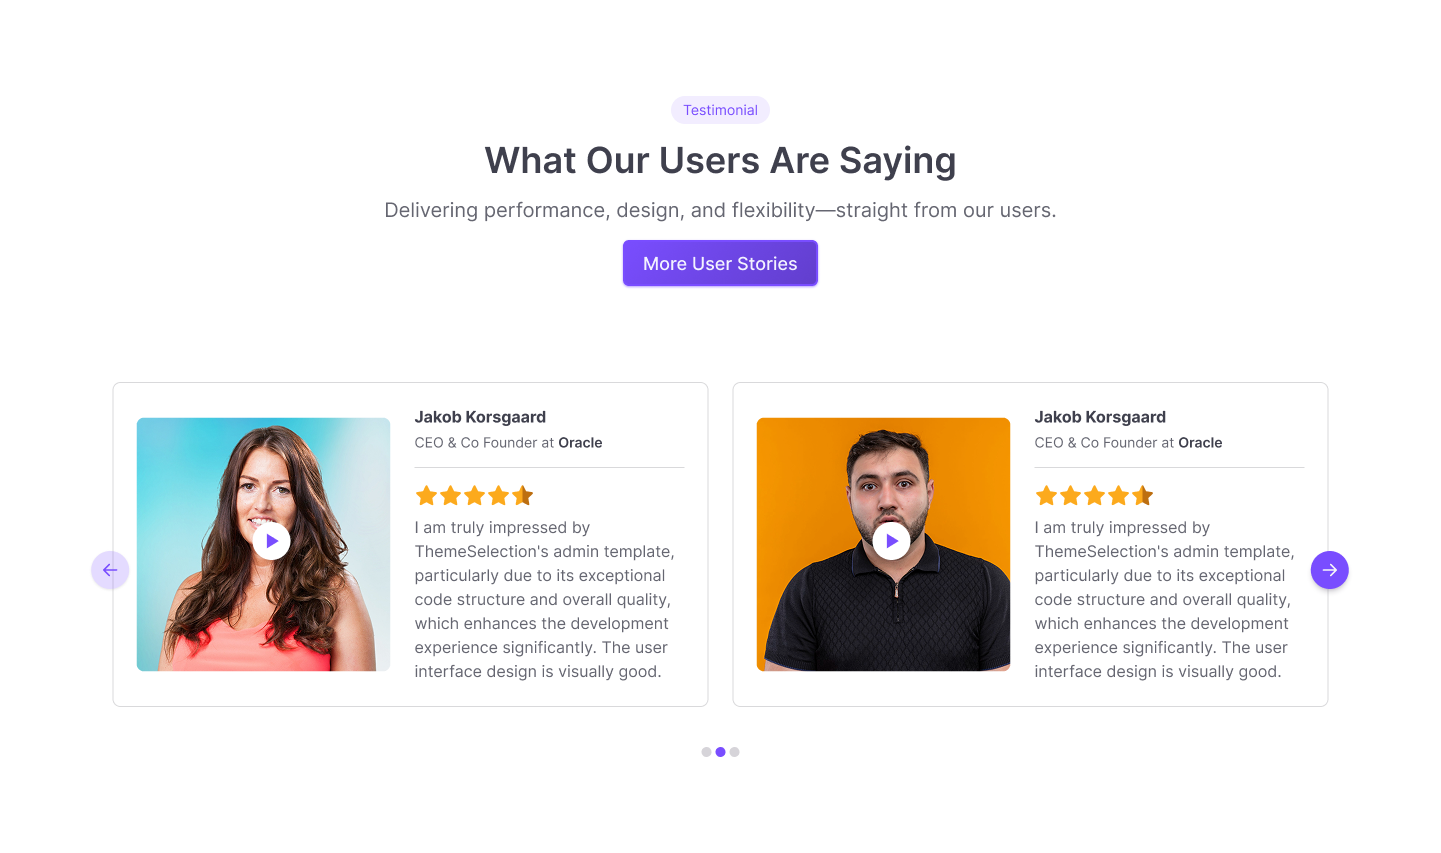 Testimonial
What Our Users Are Saying
Delivering performance, design, and flexibility—straight from our users.
More User Stories
Jakob Korsgaard
CEO & Co Founder at Oracle
I am truly impressed by
ThemeSelection's admin template,
particularly due to its exceptional
code structure and overall quality,
which enhances the development
experience significantly. The user
interface design is visually good.
Jakob Korsgaard
CEO & Co Founder at Oracle
I am truly impressed by
ThemeSelection's admin template,
particularly due to its exceptional
code structure and overall quality,
which enhances the development
experience significantly. The user
interface design is visually good.